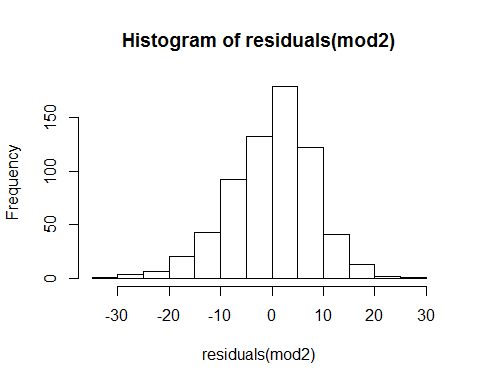 Histogram of residuals(mod2)
Frequency
150
100
50
0
-30 -20 -10 0 10 20 30
residuals(mod2)